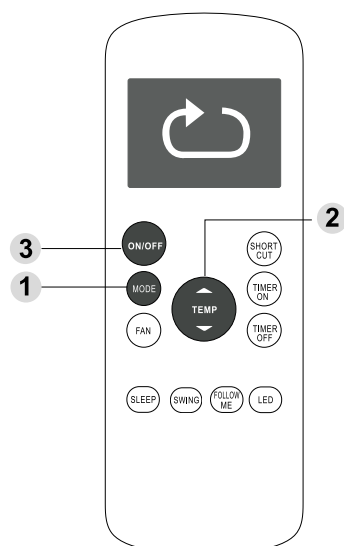 2
3
ON/OFF
SHORT
CUT
1
MODE
TEMP
TIMER
ON
FAN
TIMER
OFF
SLEEP
SWING
FOLLOW
ME
LED